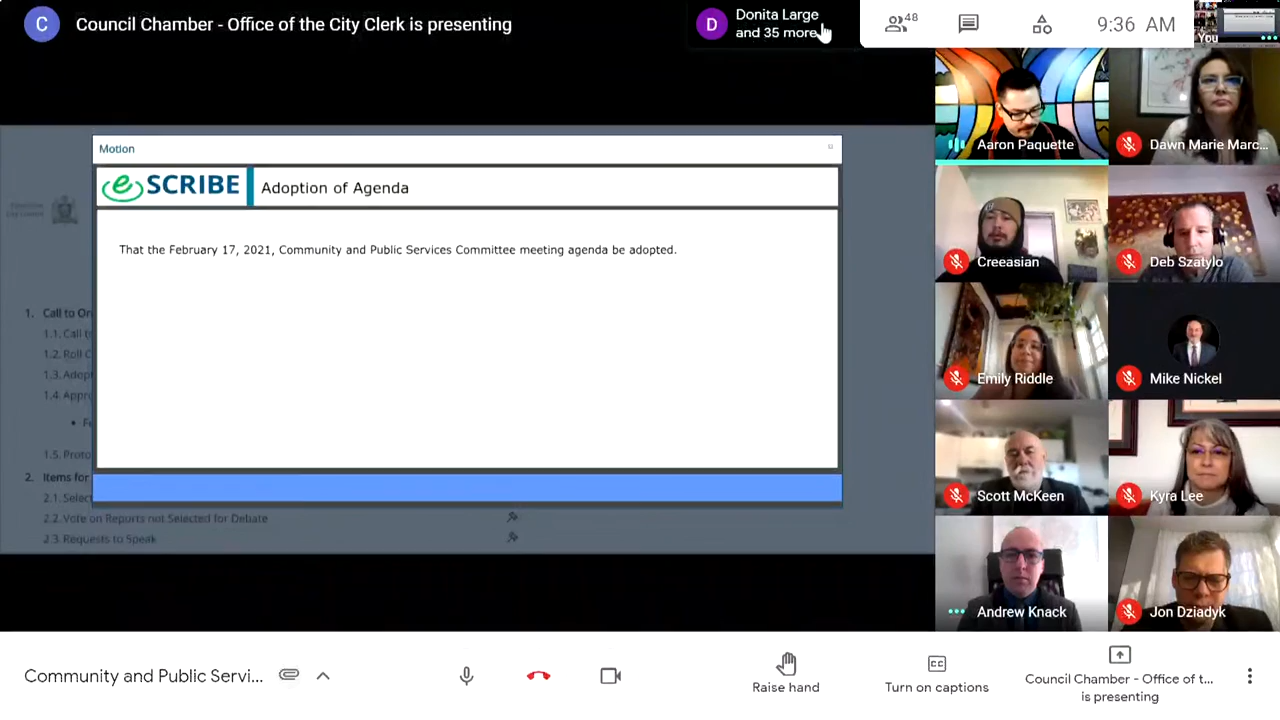 C
Council Chamber - Office of the City Clerk is presenting
D
Donita Large
and 35 more
48
9:36 AM
You
Motion
eSCRIBE
Adoption of Agenda
That the February 17, 2021, Community and Public Services Committee meeting agenda be adopted.
1. Call to Or
1.1. Call t
1.2. Roll C
1.3. Adop
1.4. Appr
1.5. Proto
2. Items for
2.1. Selec
2.2. Vote on Reports not Selected for Debate
2.3. Requests to Speak
Aaron Paquette
Dawn Marie Marc...
Creeasian
Deb Szatylo
Emily Riddle
Mike Nickel
Scott McKeen
Kyra Lee
Andrew Knack
Jon Dziadyk
Community and Public Servi...
Raise hand
CC
Turn on captions
Council Chamber - Office of t...
is presenting